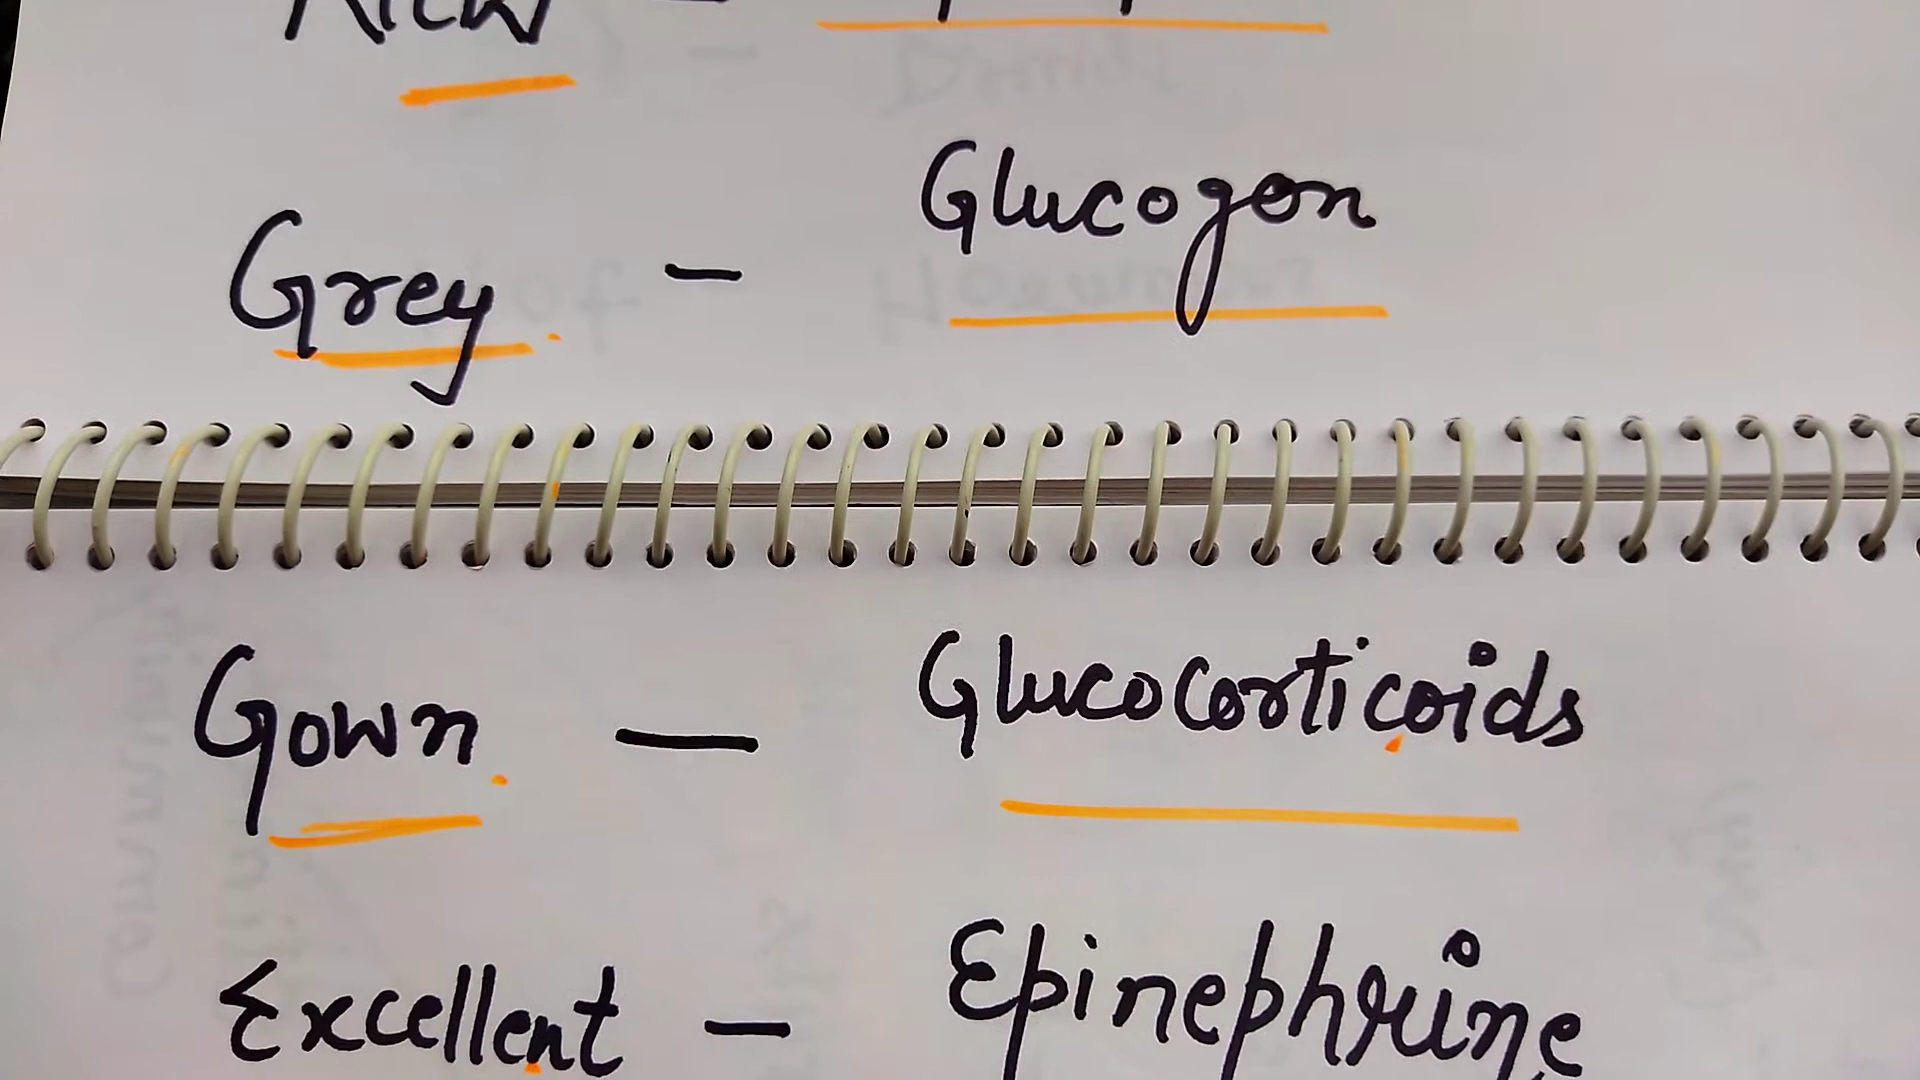 Grey - Glucogon
Gown - Glucocorticoids
Excellent - Epinephrine